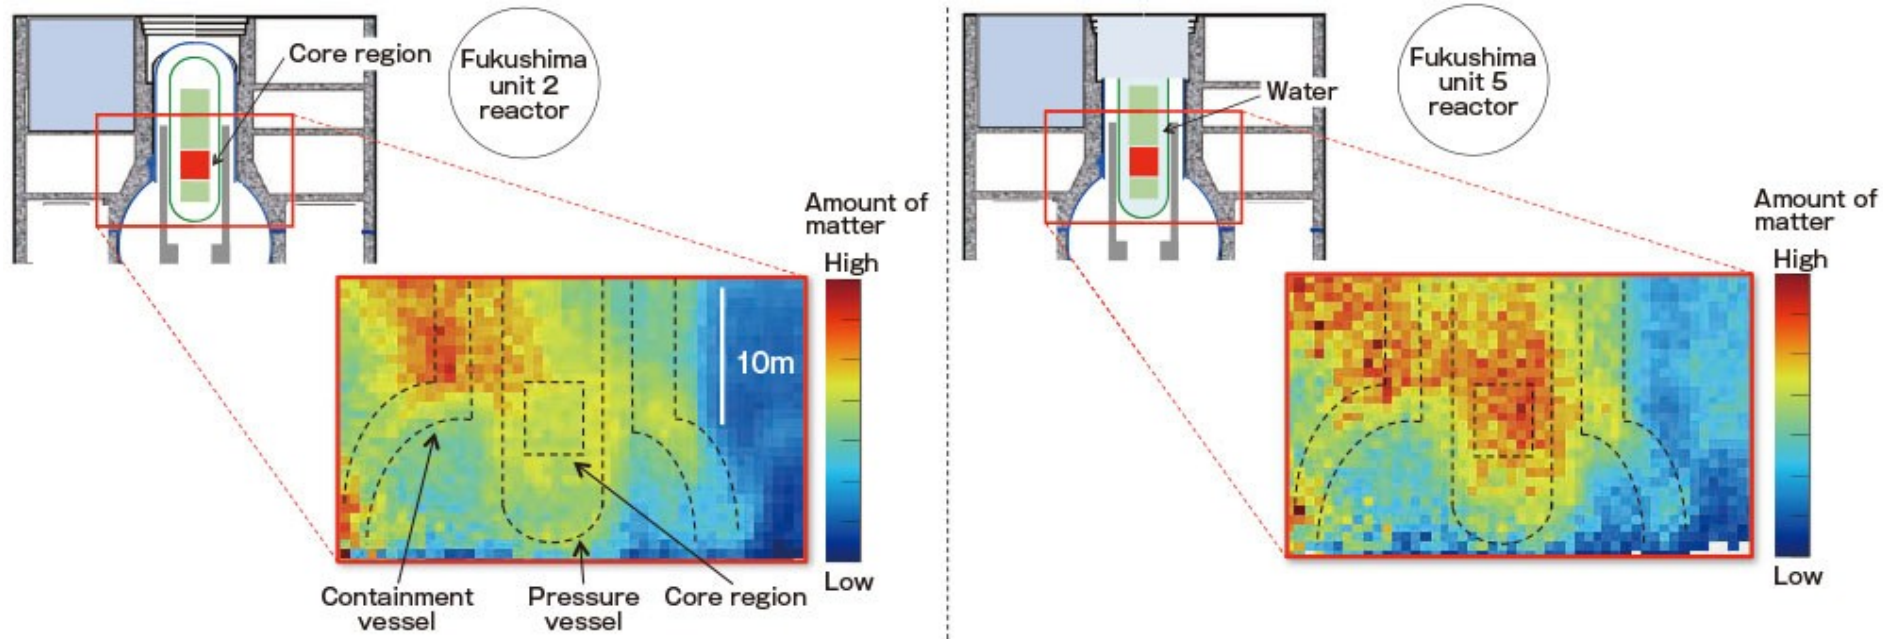 Core region
Fukushima
unit 2
reactor
Amount of
matter
High
10m
Low
Containment
vessel
Pressure
vessel
Core region
Fukushima
unit 5
reactor
Water
Amount of
matter
High
Low